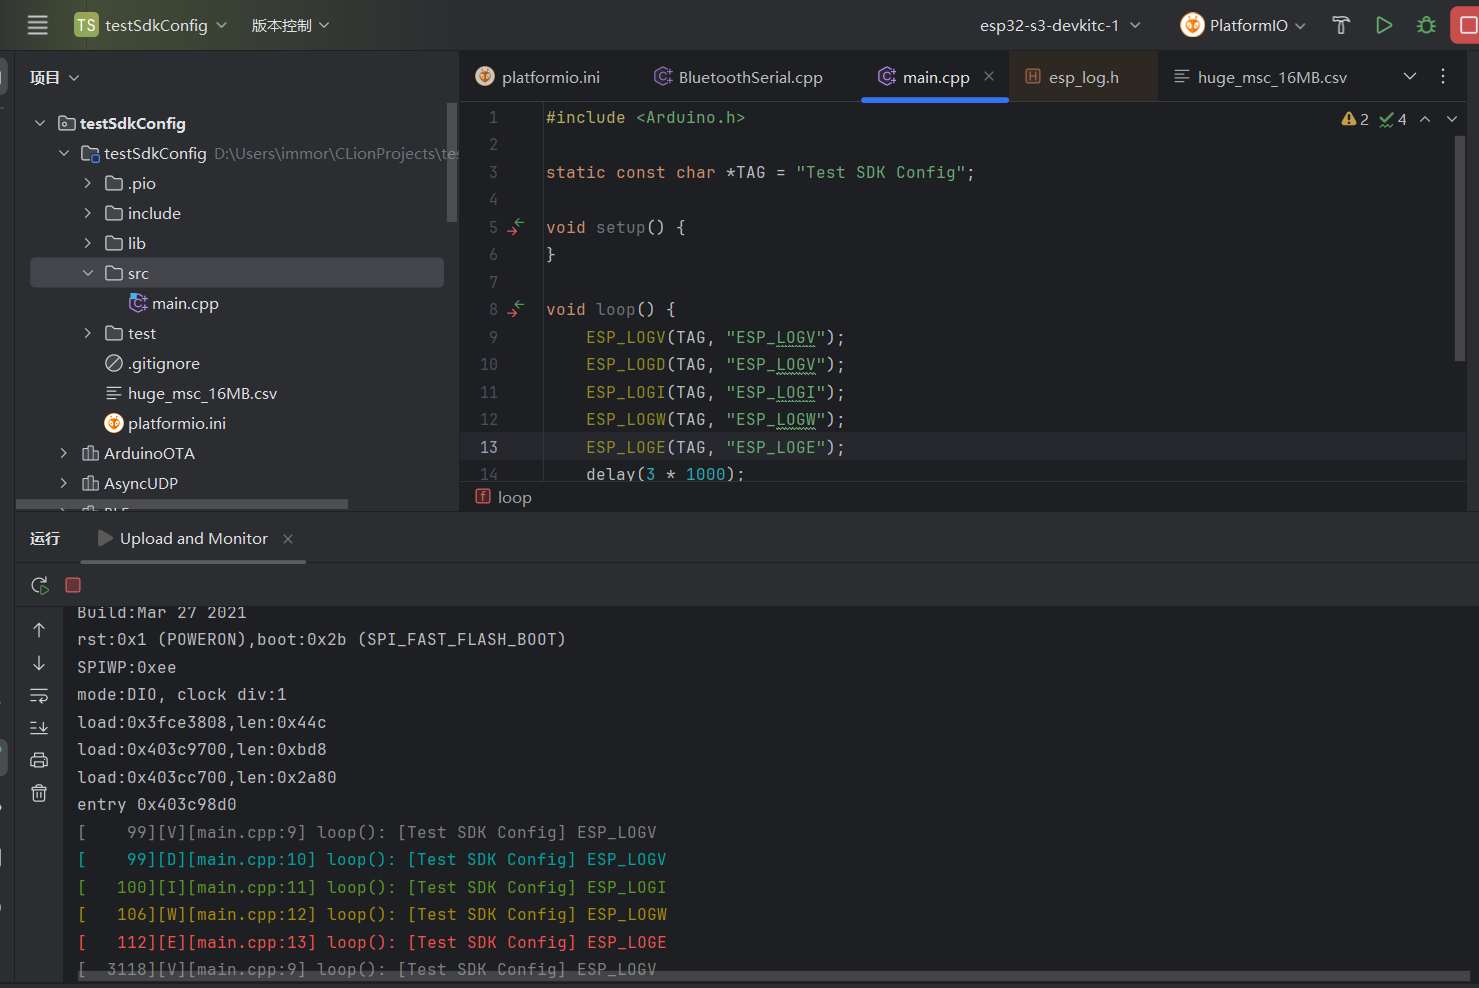 TS testSdkConfig 版本控制 esp32-s3-devkitc-1 PlatformIO
项目
platformio.ini BluetoothSerial.cpp main.cpp esp_log.h huge_msc_16MB.csv
testSdkConfig
testSdkConfig D:\Users\immor\CLionProjects\tes
.pio
include
lib
src
main.cpp
test
.gitignore
huge_msc_16MB.csv
platformio.ini
ArduinoOTA
AsyncUDP
2 4
1 #include <Arduino.h>
2
3 static const char *TAG = "Test SDK Config";
4
5 void setup() {
6 }
7
8 void loop() {
9 ESP_LOGV(TAG, "ESP_LOGV");
10 ESP_LOGD(TAG, "ESP_LOGV");
11 ESP_LOGI(TAG, "ESP_LOGI");
12 ESP_LOGW(TAG, "ESP_LOGW");
13 ESP_LOGE(TAG, "ESP_LOGE");
14 delay(3 * 1000);
loop
运行 Upload and Monitor
Build:Mar 27 2021
rst:0x1 (POWERON),boot:0x2b (SPI_FAST_FLASH_BOOT)
SPIWP:0xee
mode:DIO, clock div:1
load:0x3fce3808,len:0x44c
load:0x403c9700,len:0xbd8
load:0x403cc700,len:0x2a80
entry 0x403c98d0
[    99][V][main.cpp:9] loop(): [Test SDK Config] ESP_LOGV
[    99][D][main.cpp:10] loop(): [Test SDK Config] ESP_LOGV
[   100][I][main.cpp:11] loop(): [Test SDK Config] ESP_LOGI
[   106][W][main.cpp:12] loop(): [Test SDK Config] ESP_LOGW
[   112][E][main.cpp:13] loop(): [Test SDK Config] ESP_LOGE
[  3118][V][main.cpp:9] loop(): [Test SDK Config] ESP_LOGV